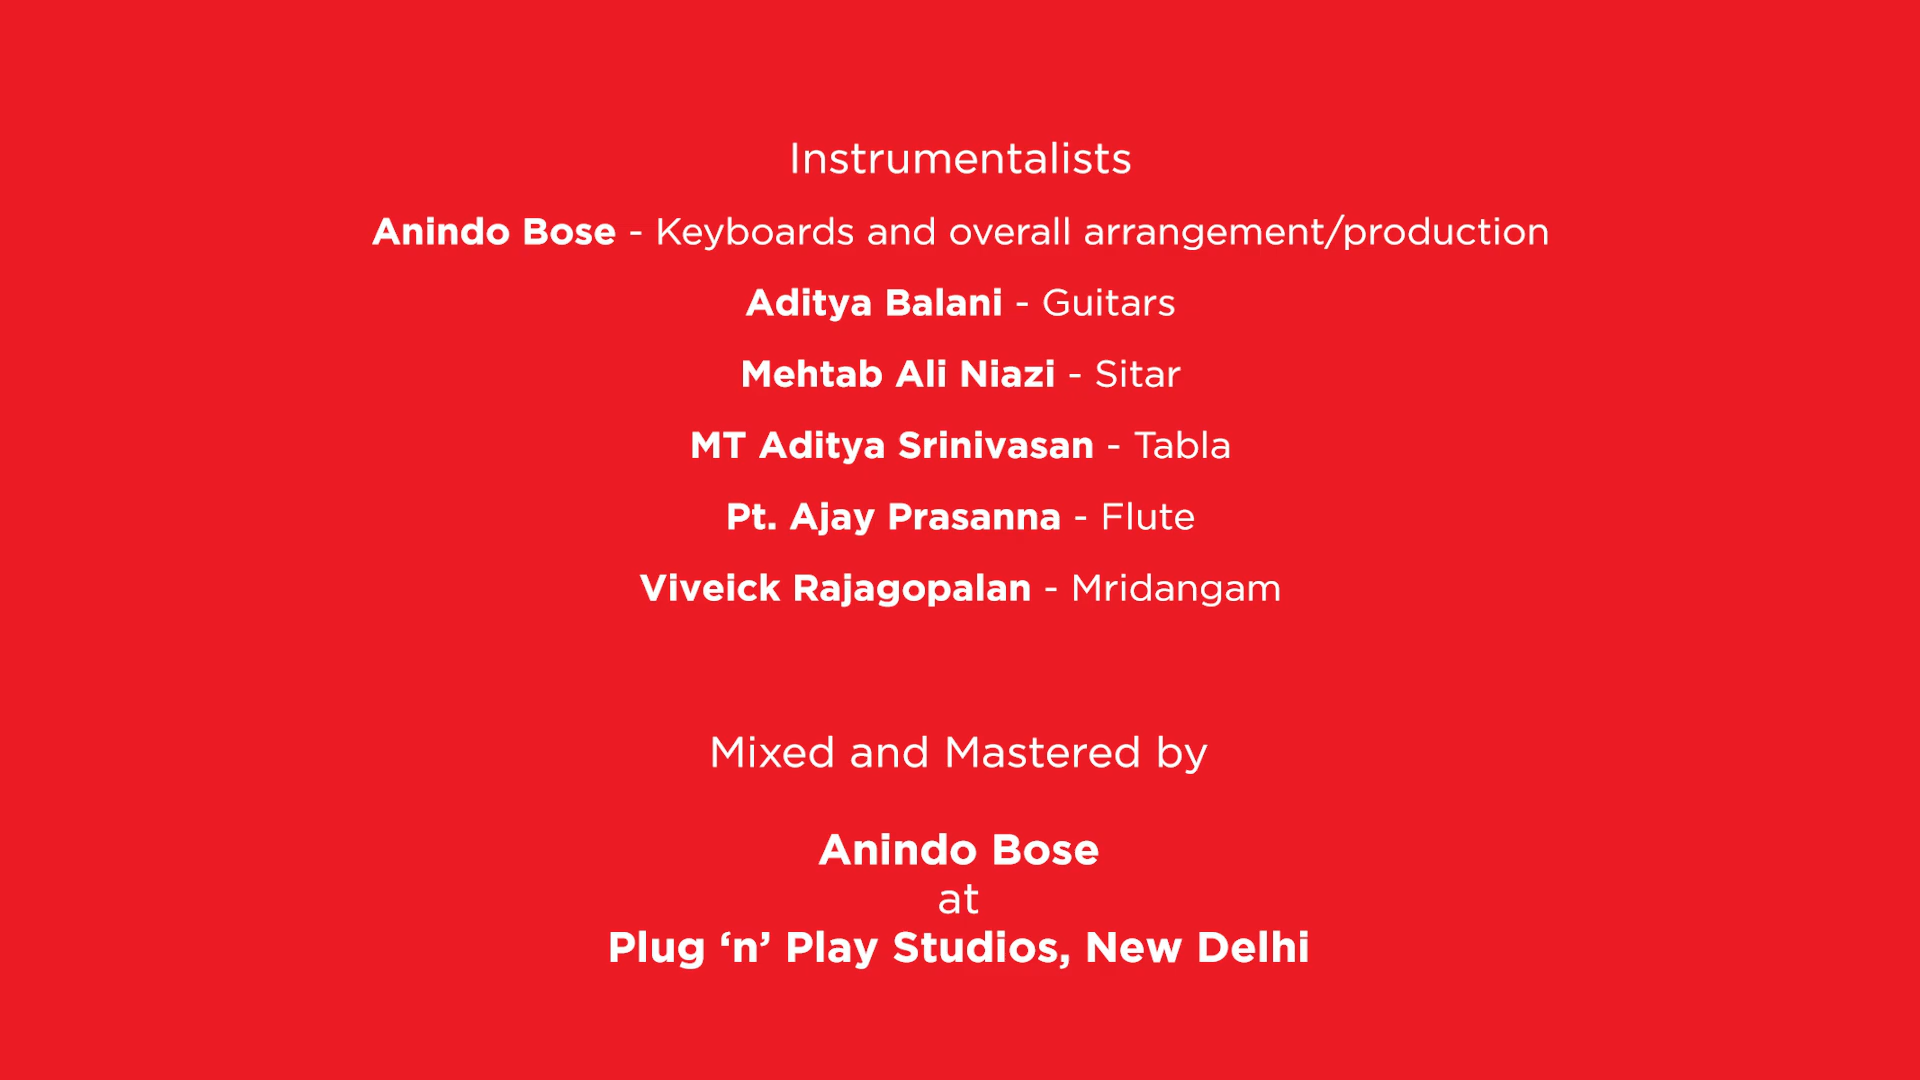 Instrumentalists
Anindo Bose - Keyboards and overall arrangement/production
Aditya Balani - Guitars
Mehtab Ali Niazi - Sitar
MT Aditya Srinivasan - Tabla
Pt. Ajay Prasanna - Flute
Viveick Rajagopalan - Mridangam
Mixed and Mastered by
Anindo Bose
at
Plug ‘n’ Play Studios, New Delhi